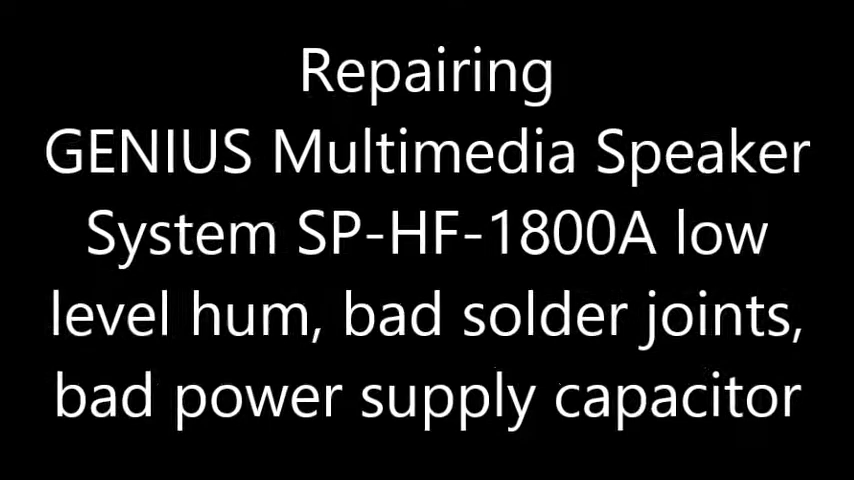 Repairing
GENIUS Multimedia Speaker
System SP-HF-1800A low
level hum, bad solder joints,
bad power supply capacitor